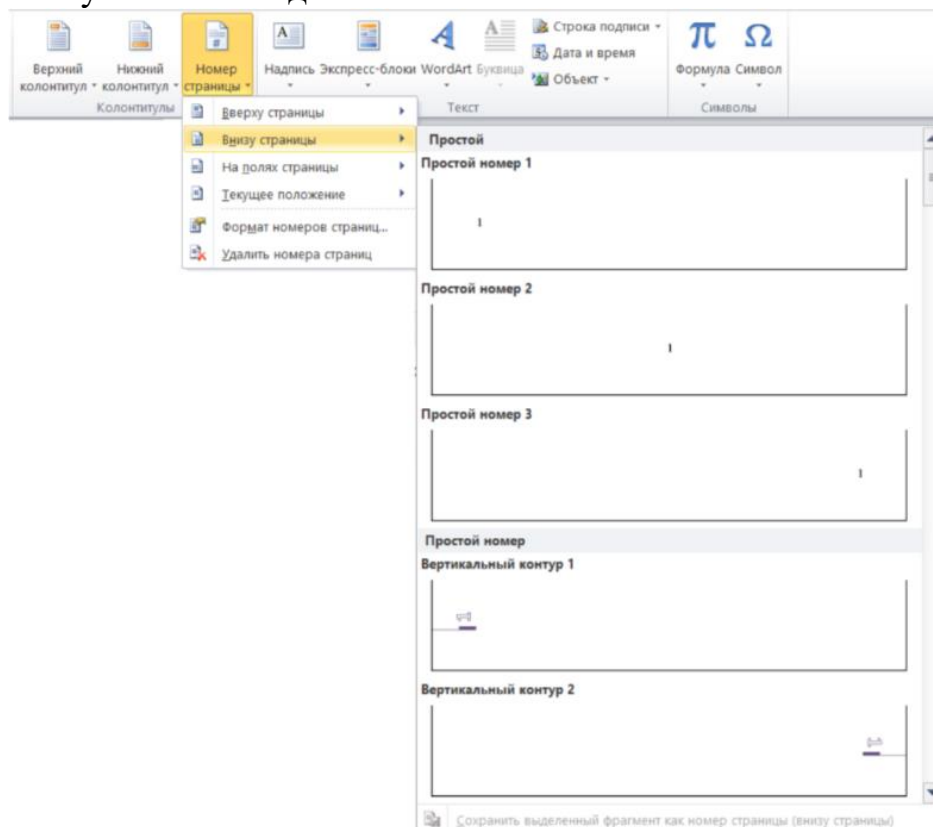 Строка подписи
Дата и время
Объект
Верхний колонтитул
Нижний колонтитул
Номер страницы
Надпись
Экспресс-блоки
WordArt
Буквица
Формула
Символ
Колонтитулы
Текст
Символы
Вверху страницы
Внизу страницы
На полях страницы
Текущее положение
Формат номеров страниц...
Удалить номера страниц
Простой
Простой номер 1
1
Простой номер 2
1
Простой номер 3
1
Простой номер
Вертикальный контур 1
Вертикальный контур 2
Сохранить выделенный фрагмент как номер страницы (внизу страницы)